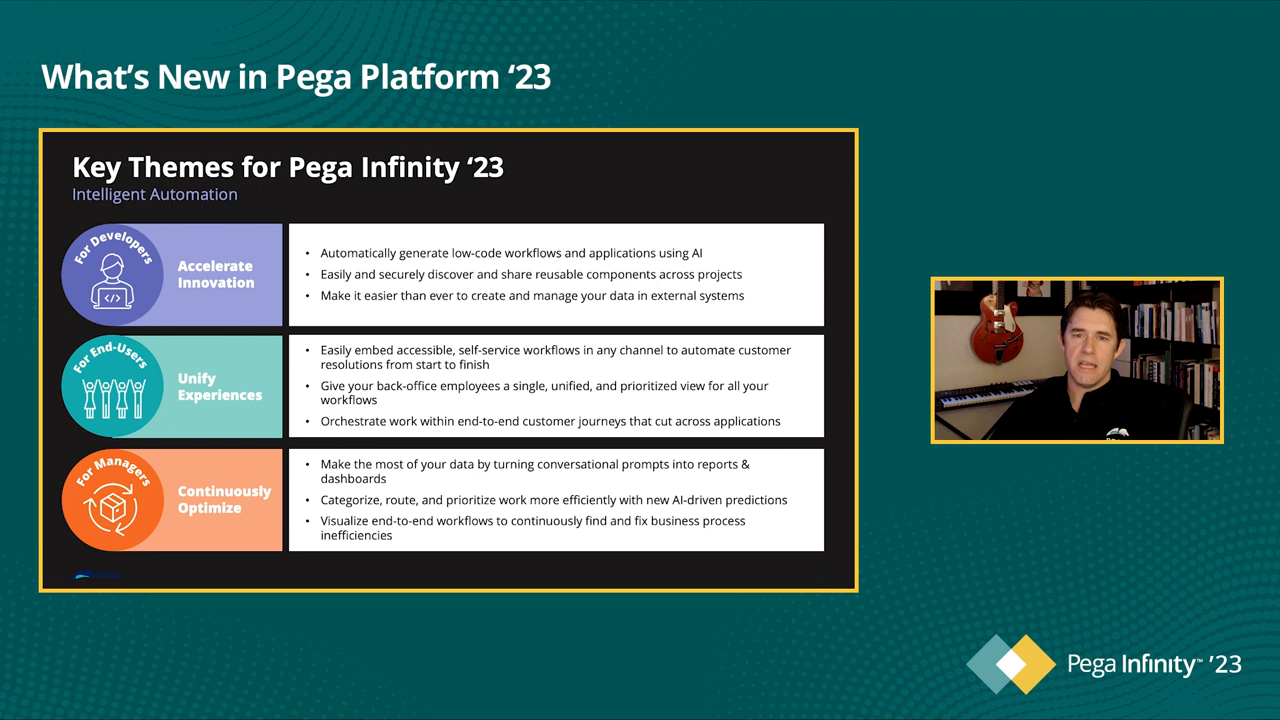 What's New in Pega Platform '23
Key Themes for Pega Infinity '23
Intelligent Automation
For Developers
Accelerate
Innovation
• Automatically generate low-code workflows and applications using AI
• Easily and securely discover and share reusable components across projects
• Make it easier than ever to create and manage your data in external systems
For End-Users
Unify
Experiences
• Easily embed accessible, self-service workflows in any channel to automate customer
resolutions from start to finish
• Give your back-office employees a single, unified, and prioritized view for all your
workflows
• Orchestrate work within end-to-end customer journeys that cut across applications
For Managers
Continuously
Optimize
• Make the most of your data by turning conversational prompts into reports &
dashboards
• Categorize, route, and prioritize work more efficiently with new AI-driven predictions
• Visualize end-to-end workflows to continuously find and fix business process
inefficiencies
Pega Infinity™ '23